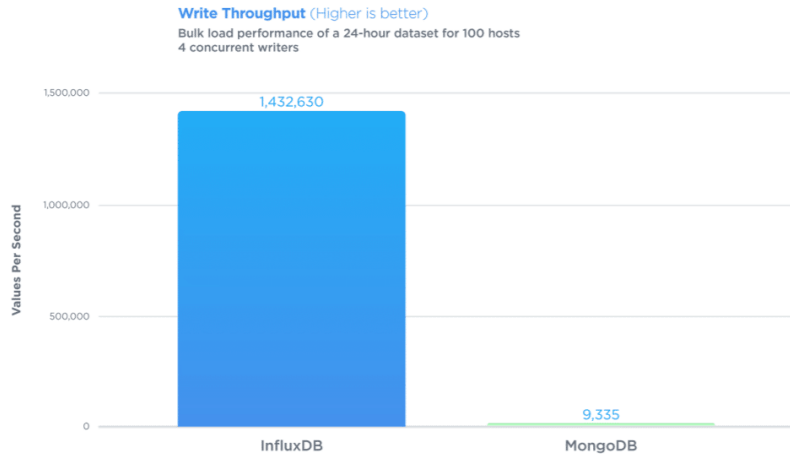 Write Throughput (Higher is better)
Bulk load performance of a 24-hour dataset for 100 hosts
4 concurrent writers
1,500,000
1,432,630
1,000,000
Values Per Second
500,000
9,335
0
InfluxDB
MongoDB